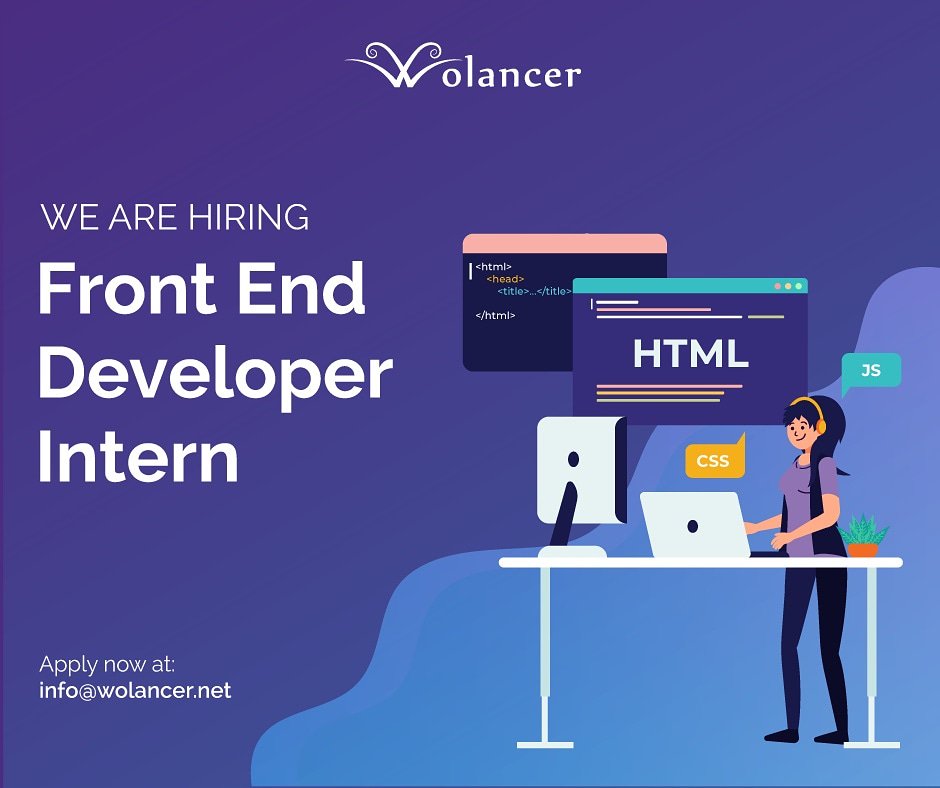 Wolancer
WE ARE HIRING
Front End
Developer
Intern
<html>
<head>
<title>...</title>
</html>
HTML
JS
CSS
Apply now at:
info@wolancer.net